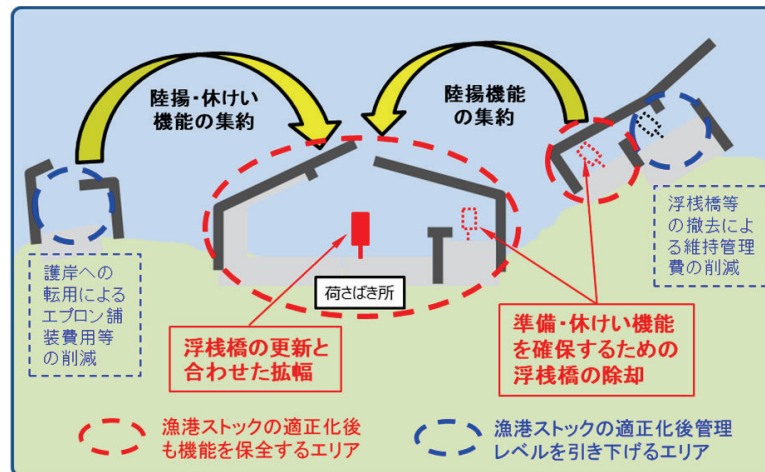 陸揚・休けい
機能の集約
陸揚機能
の集約
浮桟橋等
の撤去によ
る維持管理
費の削減
護岸への
転用による
エプロン舗
装費用等
の削減
荷さばき所
浮桟橋の更新と
合わせた拡幅
準備・休けい機能
を確保するための
浮桟橋の除却
漁港ストックの適正化後
も機能を保全するエリア
漁港ストックの適正化後管理
レベルを引き下げるエリア